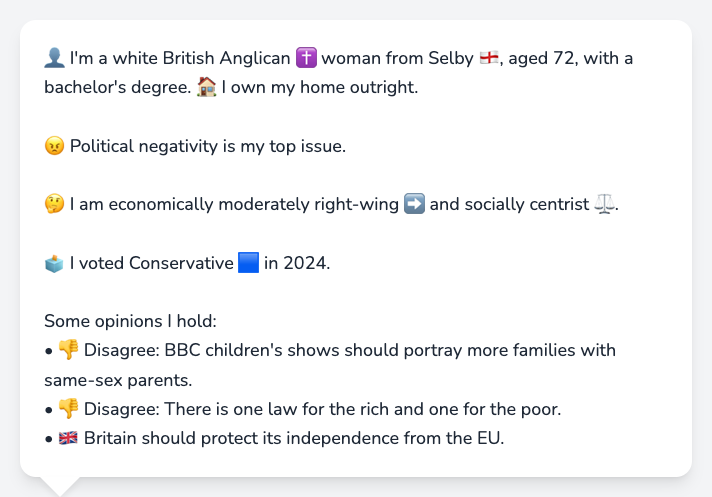 👤 I'm a white British Anglican ✝️ woman from Selby 🏴󠁧󠁢󠁥󠁮󠁧󠁿, aged 72, with a
bachelor's degree. 🏠 I own my home outright.
😠 Political negativity is my top issue.
🤔 I am economically moderately right-wing ➡️ and socially centrist ⚖️.
🗳️ I voted Conservative 🟦 in 2024.
Some opinions I hold:
• 👎 Disagree: BBC children's shows should portray more families with
same-sex parents.
• 👎 Disagree: There is one law for the rich and one for the poor.
• 🇬🇧 Britain should protect its independence from the EU.